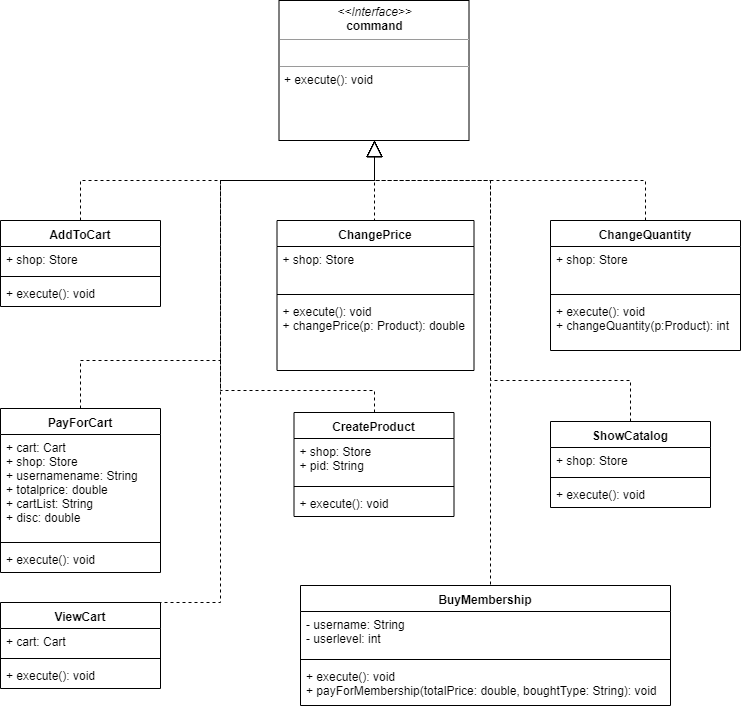 <<Interface>>
command
+ execute(): void
AddToCart
+ shop: Store
+ execute(): void
ChangePrice
+ shop: Store
+ execute(): void
+ changePrice(p: Product): double
ChangeQuantity
+ shop: Store
+ execute(): void
+ changeQuantity(p:Product): int
PayForCart
+ cart: Cart
+ shop: Store
+ usernamename: String
+ totalprice: double
+ cartList: String
+ disc: double
+ execute(): void
CreateProduct
+ shop: Store
+ pid: String
+ execute(): void
ShowCatalog
+ shop: Store
+ execute(): void
ViewCart
+ cart: Cart
+ execute(): void
BuyMembership
- username: String
- userlevel: int
+ execute(): void
+ payForMembership(totalPrice: double, boughtType: String): void